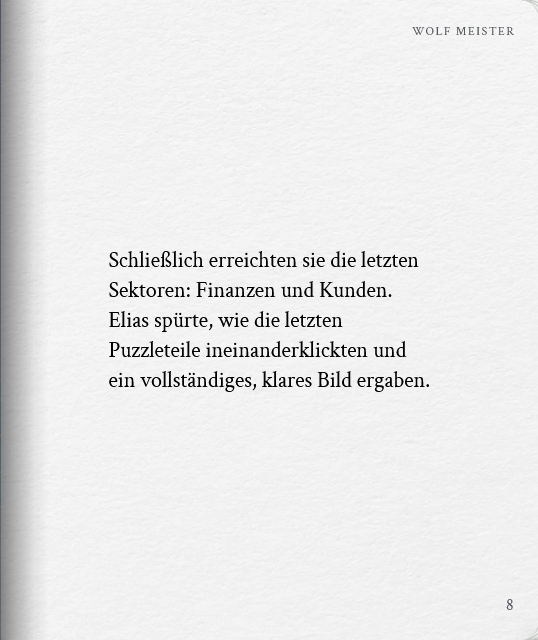 WOLF MEISTER
Schließlich erreichten sie die letzten
Sektoren: Finanzen und Kunden.
Elias spürte, wie die letzten
Puzzleteile ineinanderklickten und
ein vollständiges, klares Bild ergaben.
8